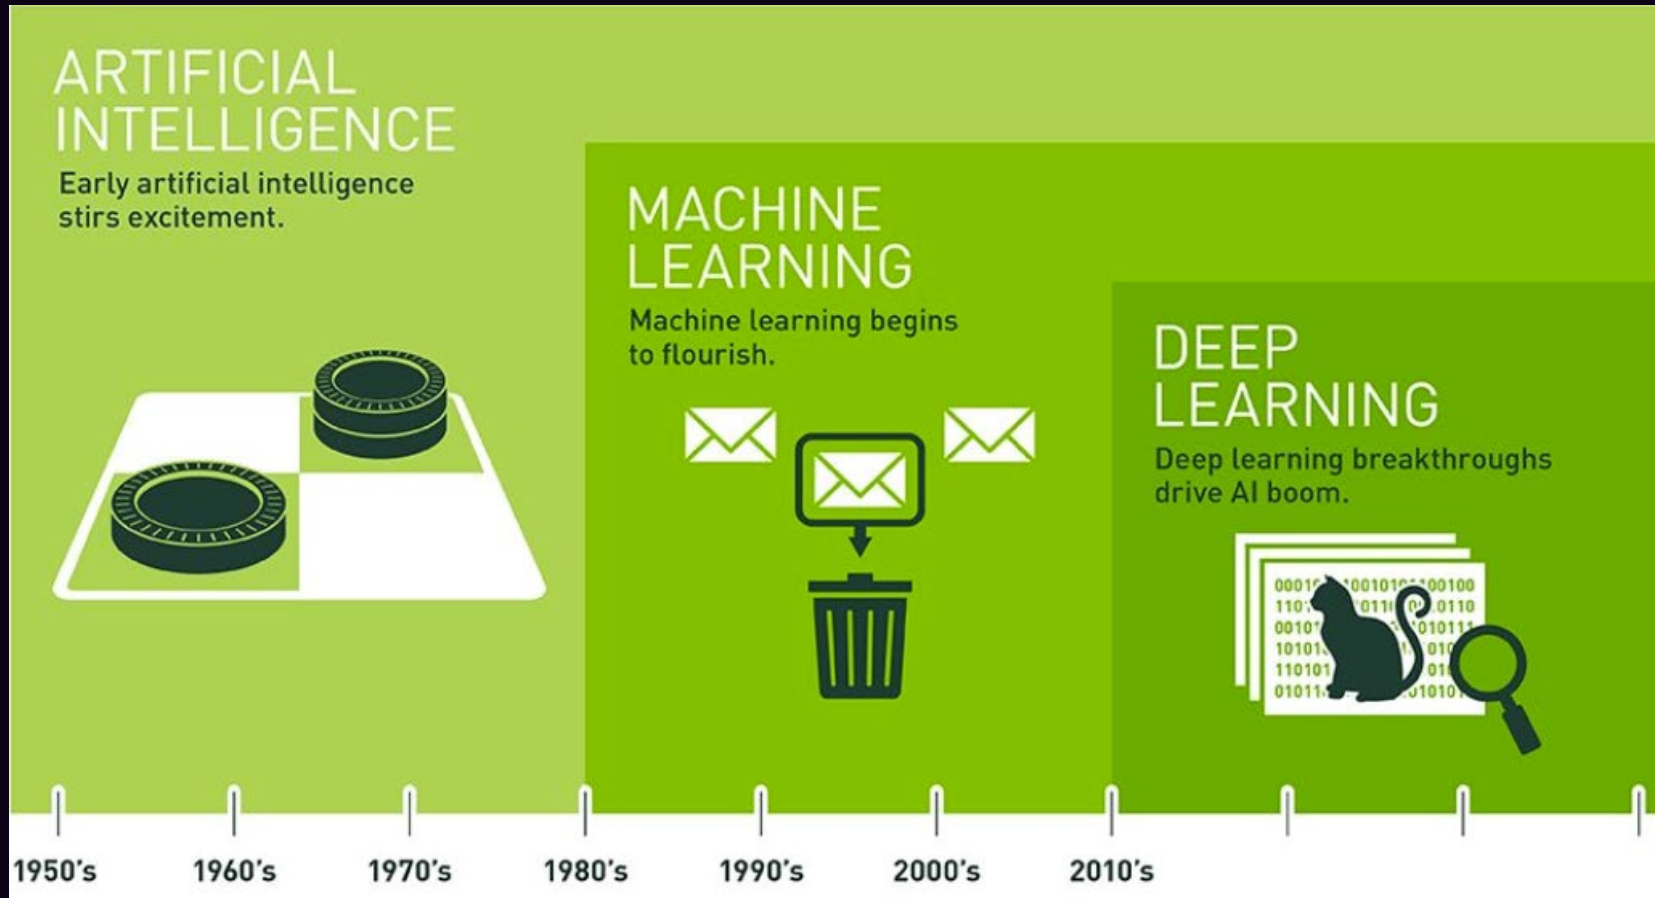 ARTIFICIAL
INTELLIGENCE
Early artificial intelligence
stirs excitement.
MACHINE
LEARNING
Machine learning begins
to flourish.
DEEP
LEARNING
Deep learning breakthroughs
drive AI boom.
1950's
1960's
1970's
1980's
1990's
2000's
2010's